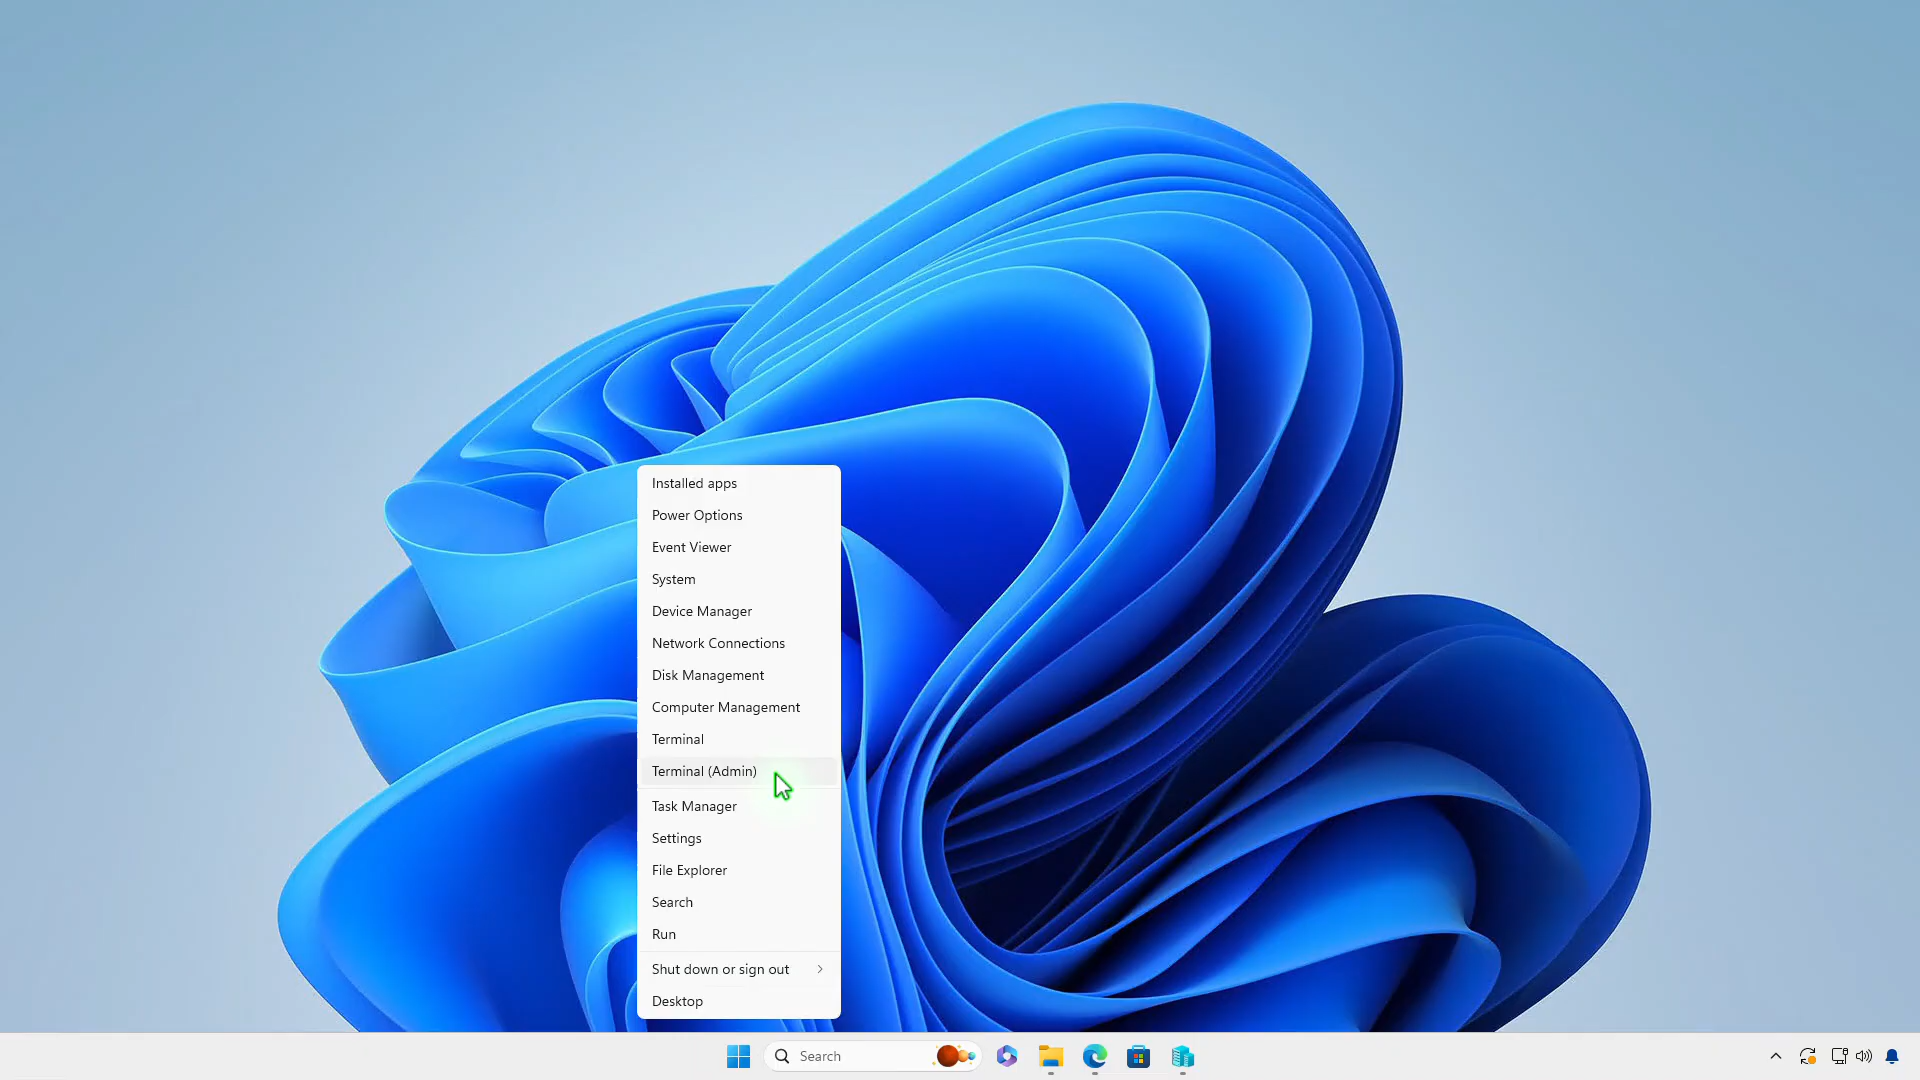 Installed apps
Power Options
Event Viewer
System
Device Manager
Network Connections
Disk Management
Computer Management
Terminal
Terminal (Admin)
Task Manager
Settings
File Explorer
Search
Run
Shut down or sign out
Desktop
Search